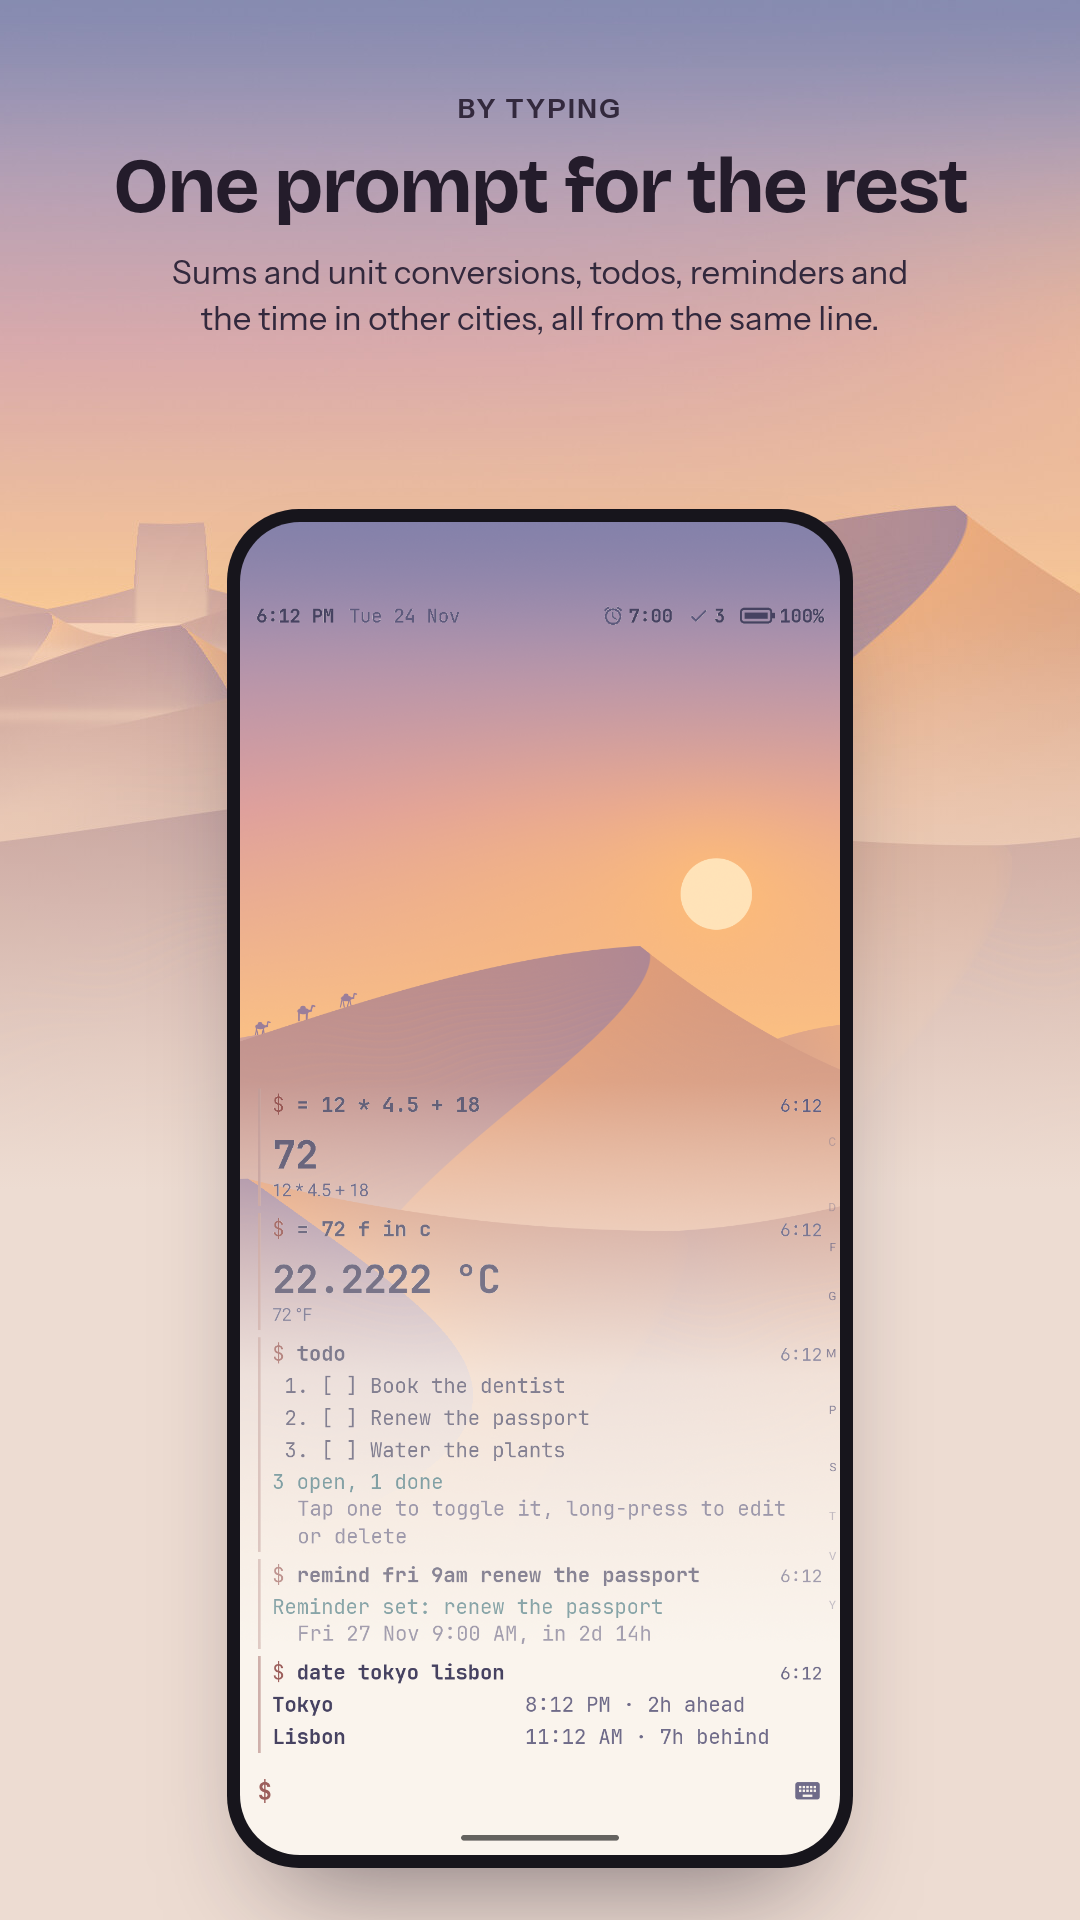 BY TYPING
One prompt for the rest
Sums and unit conversions, todos, reminders and
the time in other cities, all from the same line.
6:12 PM Tue 24 Nov 7:00 3 100%
$ = 12 * 4.5 + 18 6:12
C
72
12 * 4.5 + 18
D
$ = 72 f in c 6:12
F
22.2222 °C
G
72 °F
$ todo 6:12 M
1. [ ] Book the dentist
P
2. [ ] Renew the passport
3. [ ] Water the plants
S
3 open, 1 done
Tap one to toggle it, long-press to edit
T
or delete
V
$ remind fri 9am renew the passport 6:12
Reminder set: renew the passport
Y
Fri 27 Nov 9:00 AM, in 2d 14h
$ date tokyo lisbon 6:12
Tokyo 8:12 PM · 2h ahead
Lisbon 11:12 AM · 7h behind
$